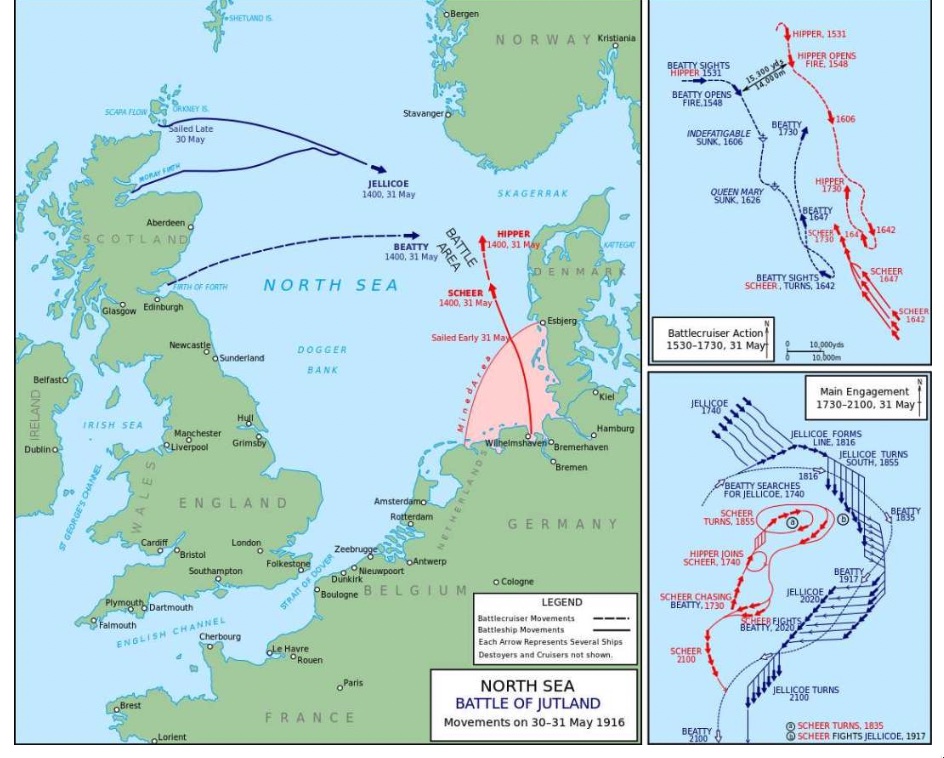 SHETLAND IS.
Bergen
NORWAY
Kristiania
SCAPA FLOW
ORKNEY IS.
Sailed Late
30 May
Stavanger
MORAY FIRTH
JELLICOE
1400, 31 May
SKAGERRAK
Aberdeen
SCOTLAND
BEATTY
1400, 31 May
BATTLE
AREA
HIPPER
1400, 31 May
KATTEGAT
DENMARK
FIRTH OF FORTH
NORTH SEA
SCHEER
1400, 31 May
Edinburgh
Glasgow
Esbjerg
Sailed Early 31 May
Newcastle
Sunderland
DOGGER
BANK
Mined Area
Belfast
IRELAND
Kiel
IRISH SEA
Hull
Hamburg
Manchester
Grimsby
Liverpool
Wilhelmshaven
Bremerhaven
Dublin
Bremen
ST GEORGE'S CHANNEL
WALES
ENGLAND
Amsterdam
NETHERLANDS
Rotterdam
GERMANY
Cardiff
Bristol
London
Zeebrugge
Antwerp
Folkestone
Nieuwpoort
Southampton
Dunkirk
Cologne
STRAIT OF DOVER
Boulogne
BELGIUM
Plymouth
Dartmouth
Falmouth
ENGLISH CHANNEL
Cherbourg
Le Havre
Rouen
Paris
Brest
FRANCE
Lorient
LEGEND
Battlecruiser Movements
Battleship Movements
Each Arrow Represents Several Ships
Destoyers and Cruisers not shown.
NORTH SEA
BATTLE OF JUTLAND
Movements on 30–31 May 1916
HIPPER, 1531
BEATTY SIGHTS
HIPPER 1531
HIPPER OPENS
FIRE, 1548
15,300 yds
14,000m
BEATTY OPENS
FIRE,1548
1606
BEATTY
1730
INDEFATIGABLE
SUNK, 1606
HIPPER
1730
QUEEN MARY
SUNK, 1626
BEATTY
1647
SCHEER
1730
164
1642
BEATTY SIGHTS
SCHEER, TURNS, 1642
SCHEER
1647
SCHEER
1642
Battlecruiser Action
1530–1730, 31 May
N
0 10,000yds
10,000m
Main Engagement
1730–2100, 31 May
N
JELLICOE
1740
JELLICOE FORMS
LINE, 1816
JELLICOE TURNS
SOUTH, 1855
1816
BEATTY SEARCHES
FOR JELLICOE, 1740
BEATTY
1835
SCHEER
TURNS, 1855
a
b
HIPPER JOINS
SCHEER, 1740
BEATTY
1917
JELLICOE
2020
SCHEER CHASING
BEATTY, 1730
SCHEER FIGHTS
BEATTY, 2020
SCHEER
2100
JELLICOE TURNS
2100
BEATTY
2100
a SCHEER TURNS, 1835
b SCHEER FIGHTS JELLICOE, 1917